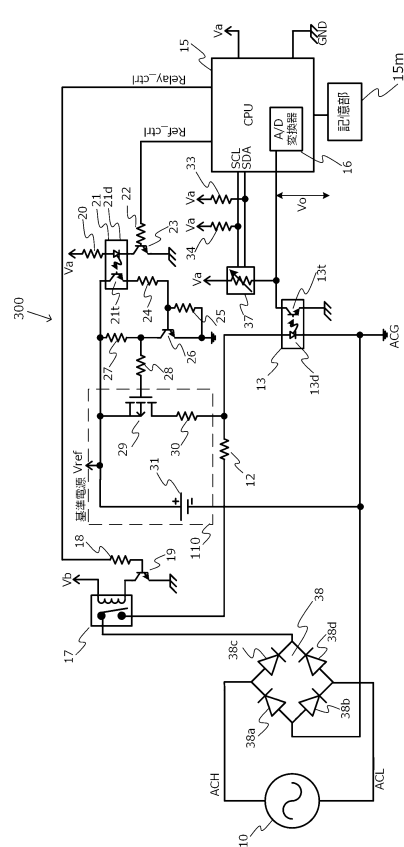 300
Va
20
21
21d
22
23
21t
24
25
26
27
28
29
30
31
基準電源
Vref
110
12
Vb
18
19
17
Relay_ctrl
Ref_ctrl
15
Va
GND
CPU
SCL
SDA
A/D
変換器
16
記憶部
15m
33
Va
34
Va
Va
37
Vo
13t
13
13d
ACG
38
38c
38d
38a
38b
ACH
ACL
10